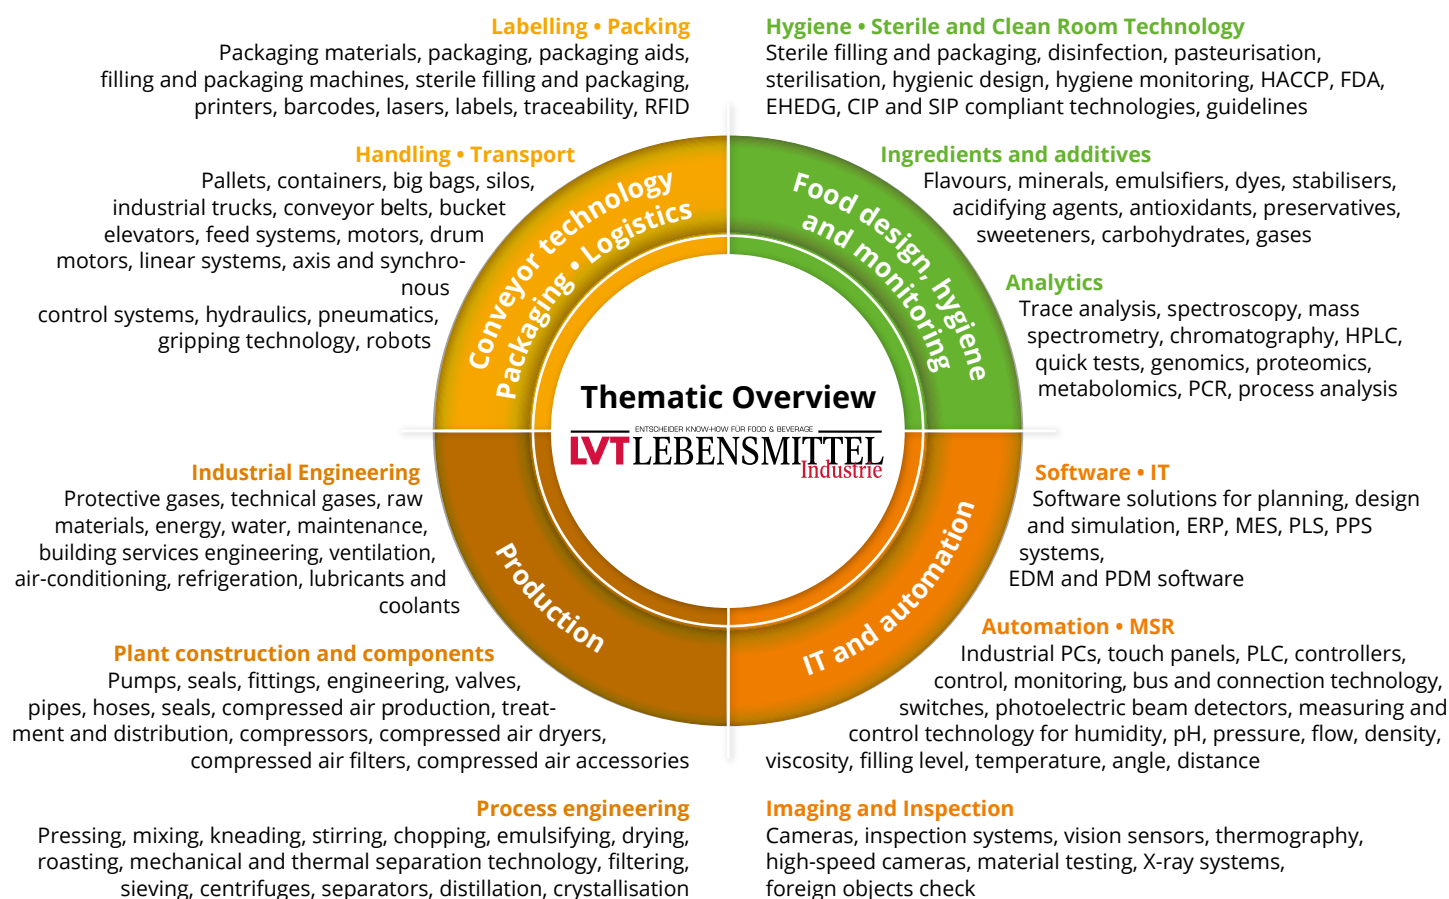 Labelling • Packing
Packaging materials, packaging, packaging aids,
filling and packaging machines, sterile filling and packaging,
printers, barcodes, lasers, labels, traceability, RFID
Handling • Transport
Pallets, containers, big bags, silos,
industrial trucks, conveyor belts, bucket
elevators, feed systems, motors, drum
motors, linear systems, axis and synchro-
nous
control systems, hydraulics, pneumatics,
gripping technology, robots
Hygiene • Sterile and Clean Room Technology
Sterile filling and packaging, disinfection, pasteurisation,
sterilisation, hygienic design, hygiene monitoring, HACCP, FDA,
EHEDG, CIP and SIP compliant technologies, guidelines
Ingredients and additives
Flavours, minerals, emulsifiers, dyes, stabilisers,
acidifying agents, antioxidants, preservatives,
sweeteners, carbohydrates, gases
Analytics
Trace analysis, spectroscopy, mass
spectrometry, chromatography, HPLC,
quick tests, genomics, proteomics,
metabolomics, PCR, process analysis
Conveyor technology
Packaging • Logistics
Food design, hygiene
and monitoring
Thematic Overview
ENTSCHEIDER KNOW-HOW FÜR FOOD & BEVERAGE
LVT LEBENSMITTEL
Industrie
Production
IT and automation
Industrial Engineering
Protective gases, technical gases, raw
materials, energy, water, maintenance,
building services engineering, ventilation,
air-conditioning, refrigeration, lubricants and
coolants
Plant construction and components
Pumps, seals, fittings, engineering, valves,
pipes, hoses, seals, compressed air production, treat-
ment and distribution, compressors, compressed air dryers,
compressed air filters, compressed air accessories
Process engineering
Pressing, mixing, kneading, stirring, chopping, emulsifying, drying,
roasting, mechanical and thermal separation technology, filtering,
sieving, centrifuges, separators, distillation, crystallisation
Software • IT
Software solutions for planning, design
and simulation, ERP, MES, PLS, PPS
systems,
EDM and PDM software
Automation • MSR
Industrial PCs, touch panels, PLC, controllers,
control, monitoring, bus and connection technology,
switches, photoelectric beam detectors, measuring and
control technology for humidity, pH, pressure, flow, density,
viscosity, filling level, temperature, angle, distance
Imaging and Inspection
Cameras, inspection systems, vision sensors, thermography,
high-speed cameras, material testing, X-ray systems,
foreign objects check